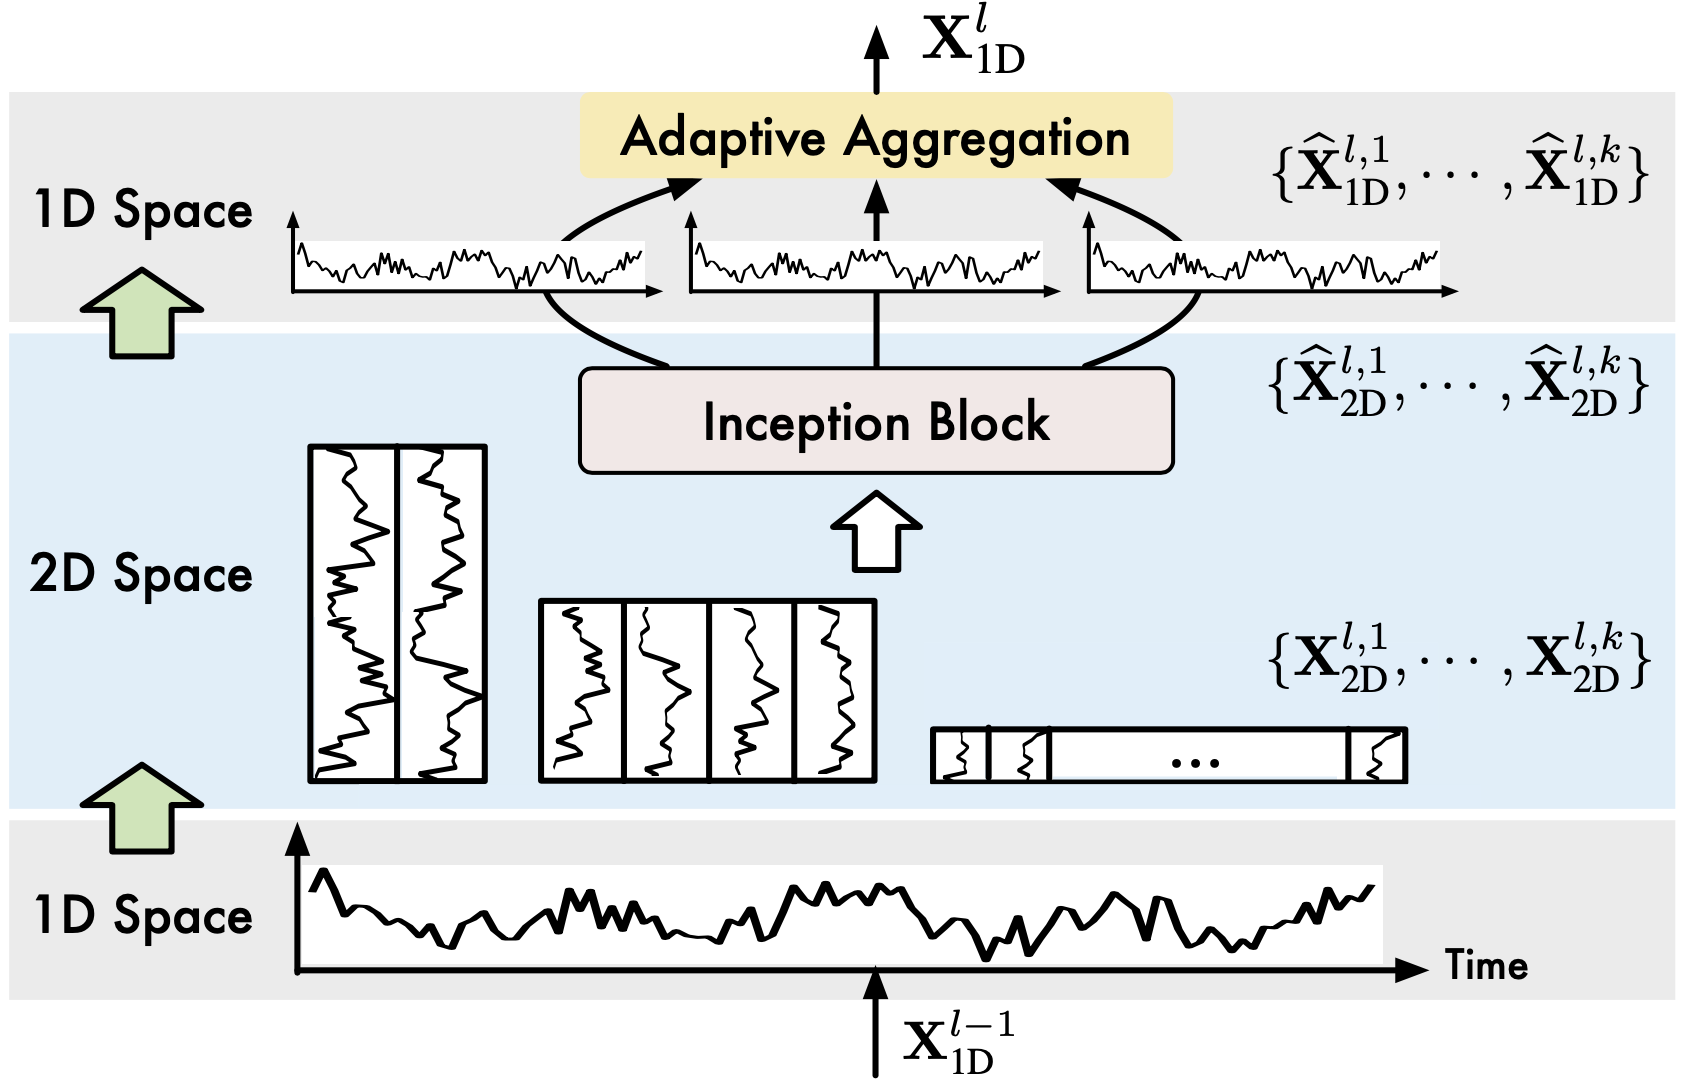 X^l_1D
Adaptive Aggregation
{X̂^{l,1}_1D, ··· , X̂^{l,k}_1D}
1D Space
{X̂^{l,1}_2D, ··· , X̂^{l,k}_2D}
Inception Block
2D Space
{X^{l,1}_2D, ··· , X^{l,k}_2D}
...
1D Space
Time
X^{l-1}_1D